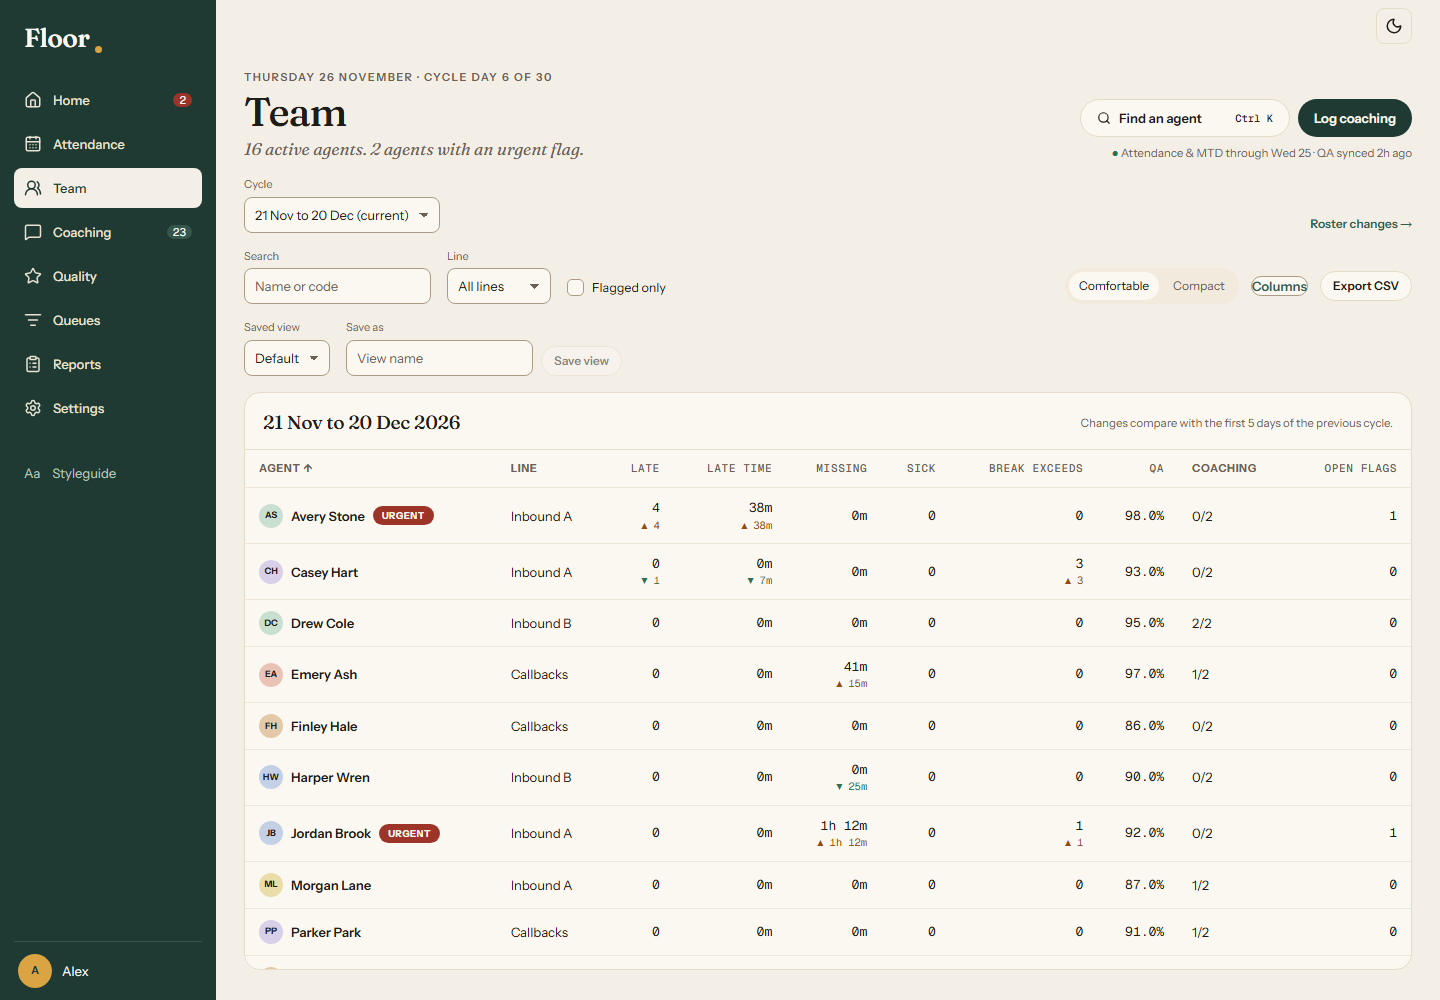 Floor.
Home 2
Attendance
Team
Coaching 23
Quality
Queues
Reports
Settings
Aa Styleguide
A Alex
THURSDAY 26 NOVEMBER · CYCLE DAY 6 OF 30
Team
16 active agents. 2 agents with an urgent flag.
Find an agent Ctrl K
Log coaching
● Attendance & MTD through Wed 25 · QA synced 2h ago
Cycle
21 Nov to 20 Dec (current)
Roster changes →
Search Line
Name or code All lines Flagged only
Comfortable Compact Columns Export CSV
Saved view Save as
Default View name Save view
21 Nov to 20 Dec 2026
Changes compare with the first 5 days of the previous cycle.
AGENT ↑ LINE LATE LATE TIME MISSING SICK BREAK EXCEEDS QA COACHING OPEN FLAGS
AS Avery Stone URGENT Inbound A 4 38m 0m 0 0 98.0% 0/2 1
▲ 4 ▲ 38m
CH Casey Hart Inbound A 0 0m 0m 0 3 93.0% 0/2 0
▼ 1 ▼ 7m ▲ 3
DC Drew Cole Inbound B 0 0m 0m 0 0 95.0% 2/2 0
EA Emery Ash Callbacks 0 0m 41m 0 0 97.0% 1/2 0
▲ 15m
FH Finley Hale Callbacks 0 0m 0m 0 0 86.0% 0/2 0
HW Harper Wren Inbound B 0 0m 0m 0 0 90.0% 0/2 0
▼ 25m
JB Jordan Brook URGENT Inbound A 0 0m 1h 12m 0 1 92.0% 0/2 1
▲ 1h 12m ▲ 1
ML Morgan Lane Inbound A 0 0m 0m 0 0 87.0% 1/2 0
PP Parker Park Callbacks 0 0m 0m 0 0 91.0% 1/2 0